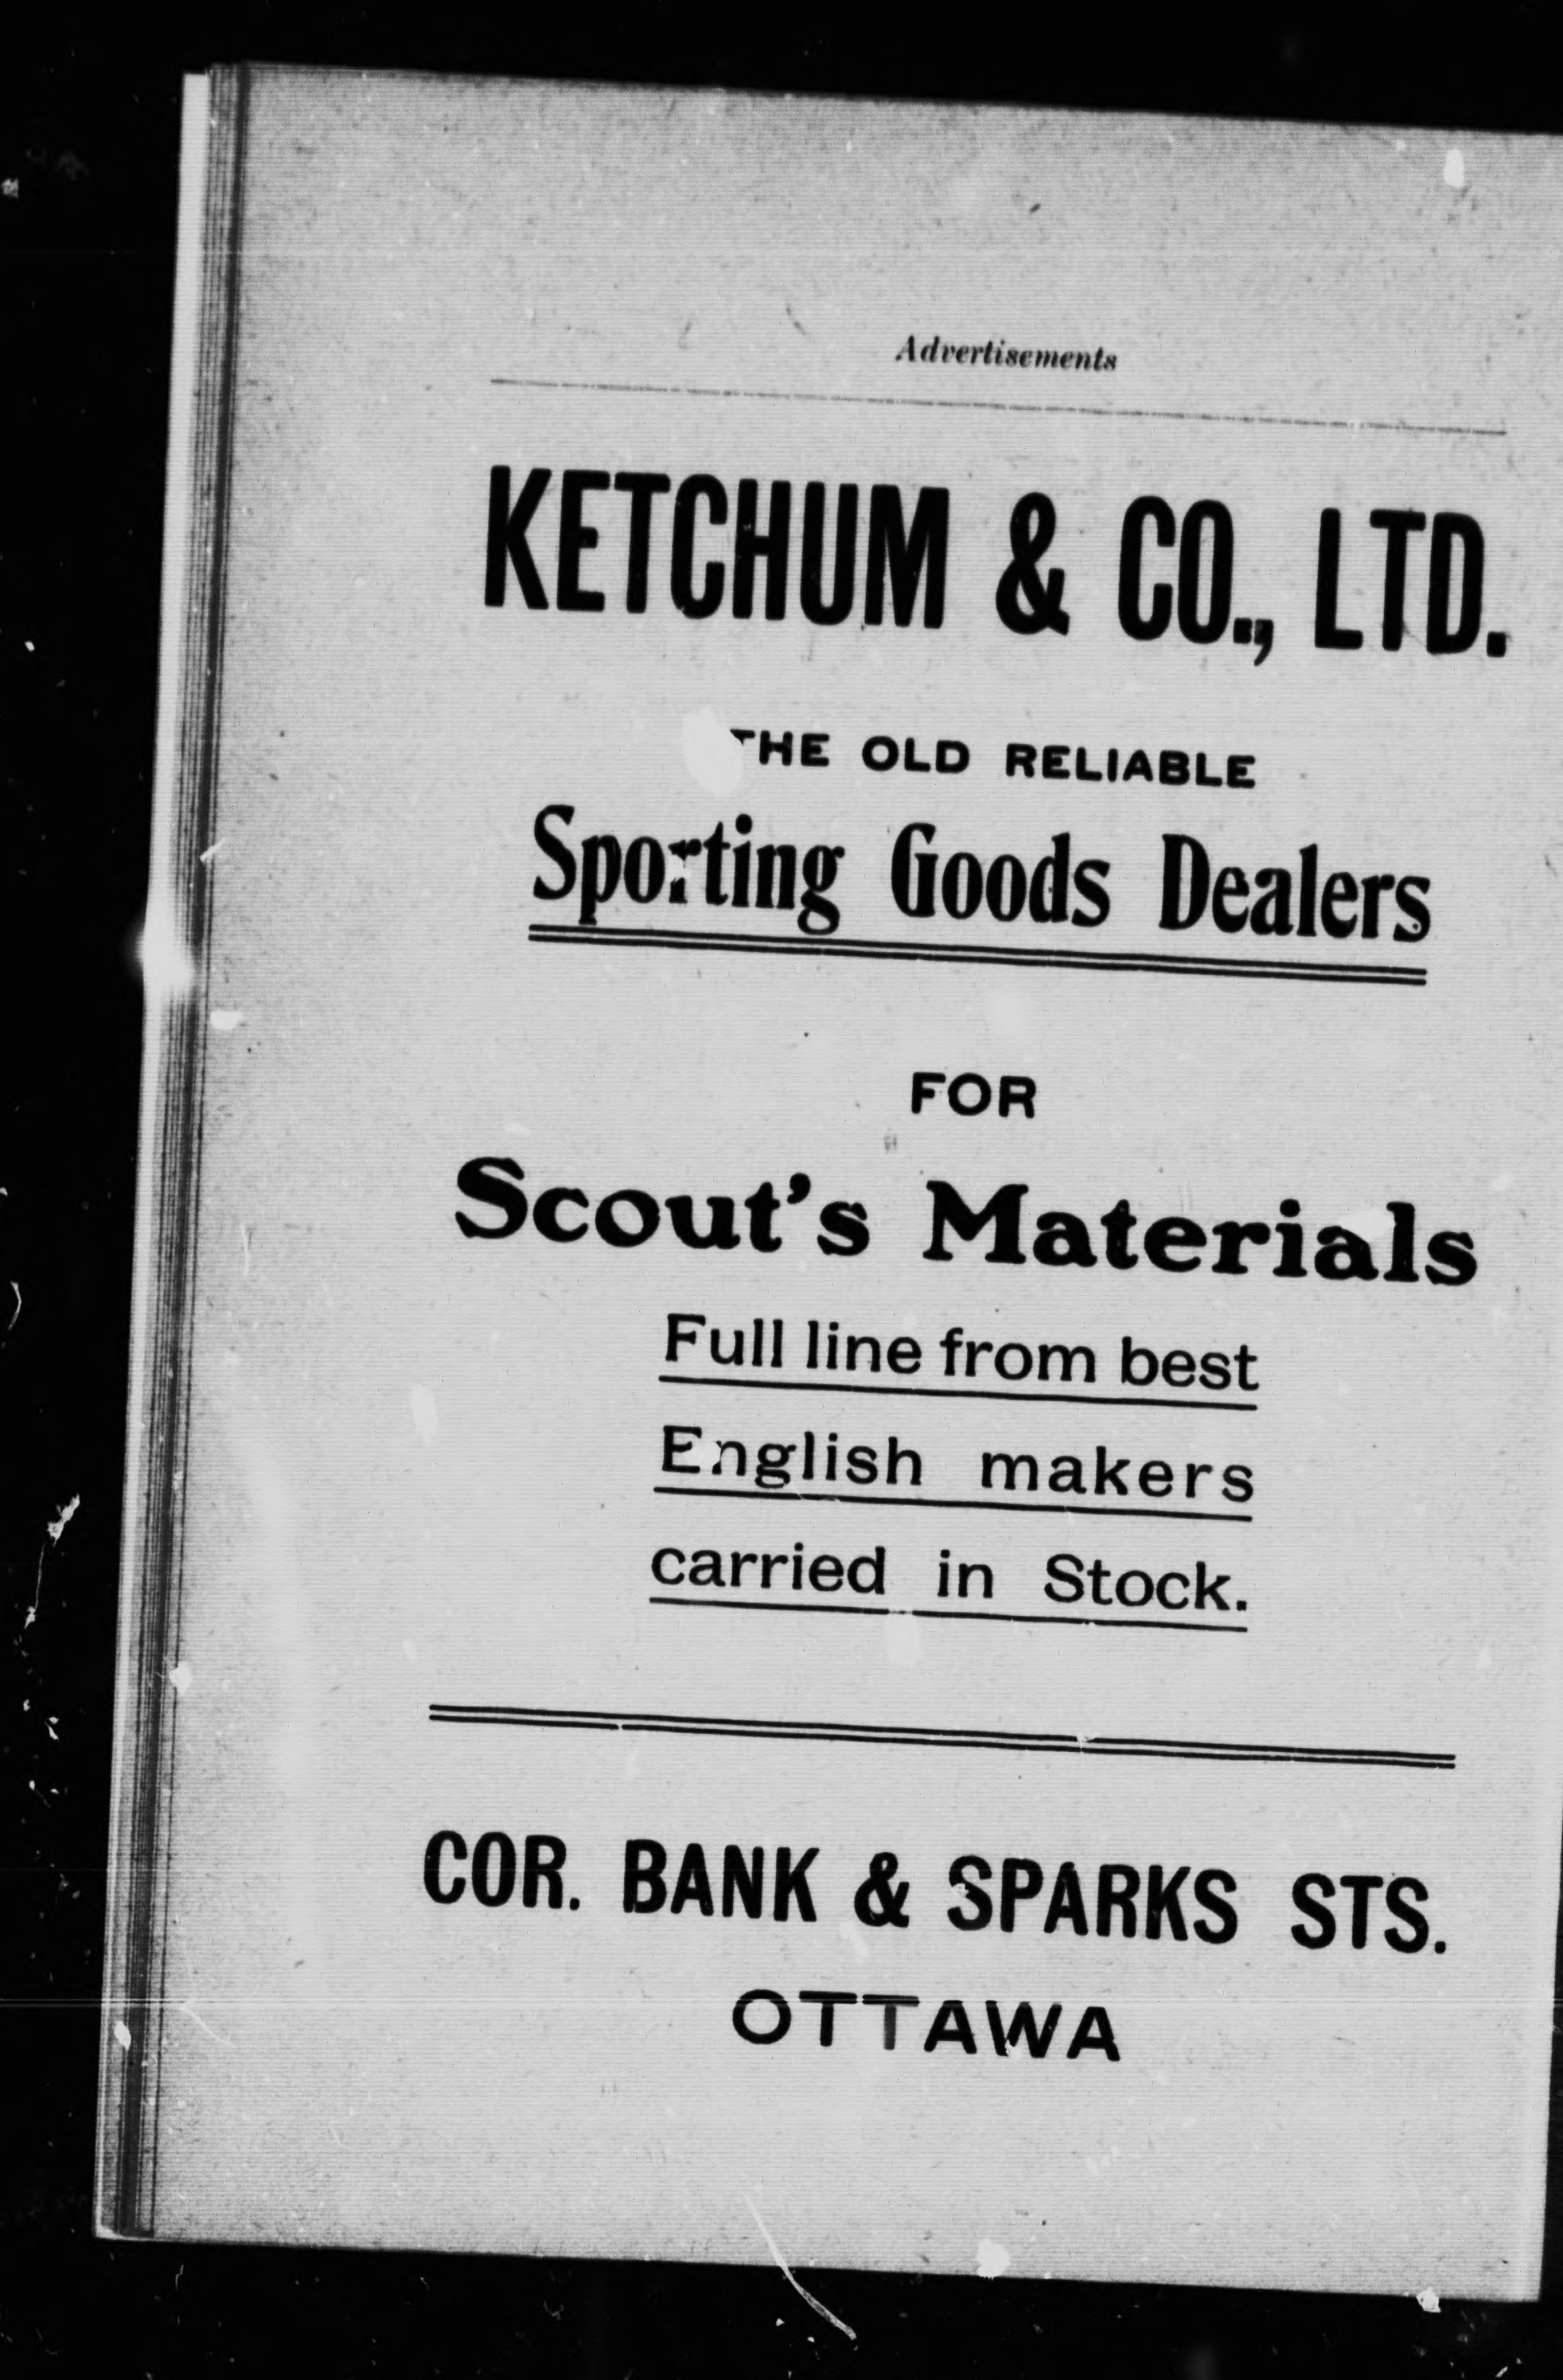 Advertisements
KETCHUM & CO., LTD.
THE OLD RELIABLE
Sporting Goods Dealers
FOR
Scout's Materials
Full line from best
English makers
carried in Stock.
COR. BANK & SPARKS STS.
OTTAWA